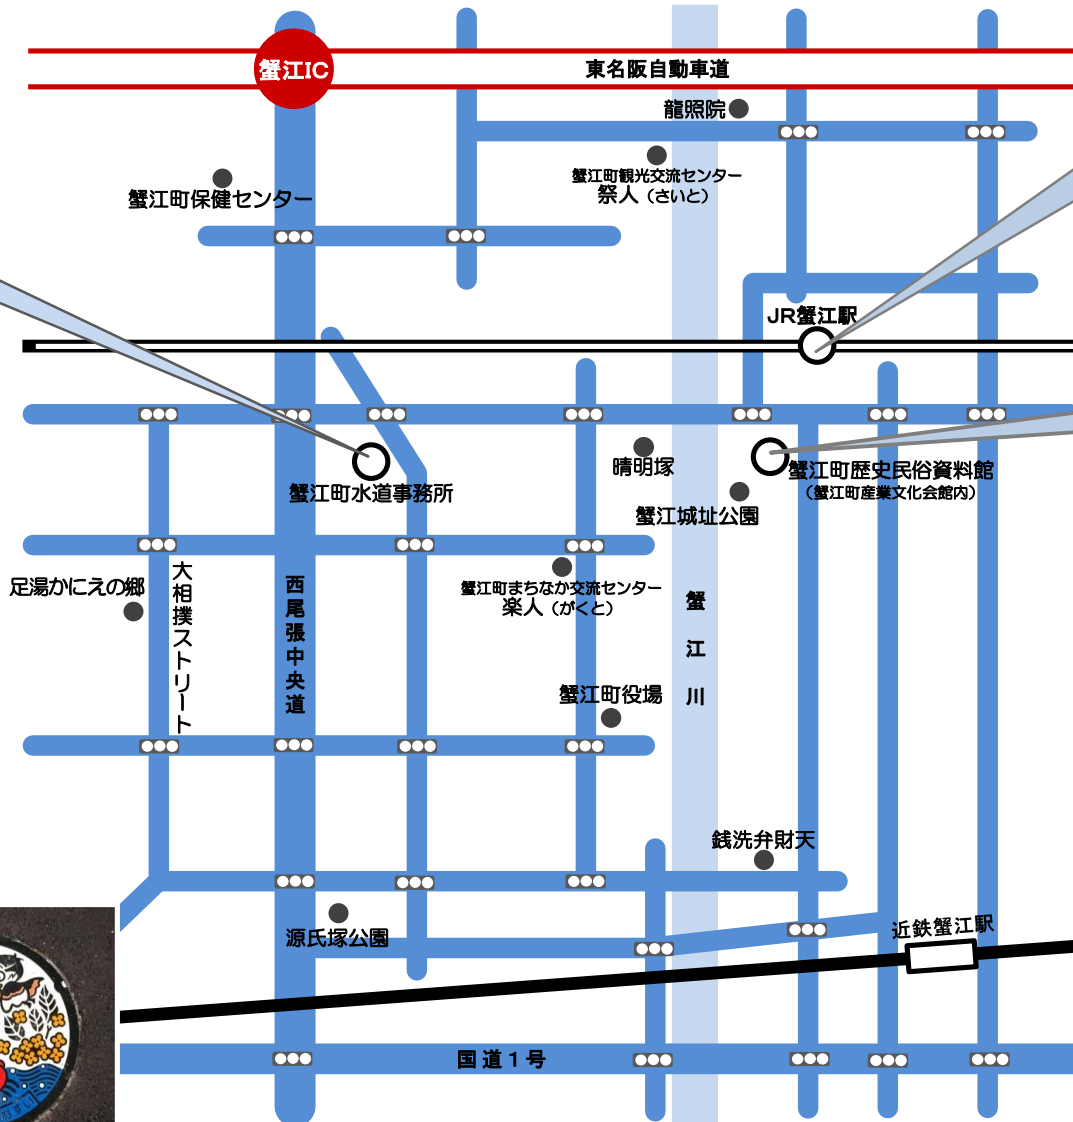 蟹江IC
東名阪自動車道
龍照院
蟹江町観光交流センター
祭人（さいと）
蟹江町保健センター
JR蟹江駅
晴明塚
蟹江町歴史民俗資料館
（蟹江町産業文化会館内）
蟹江町水道事務所
蟹江城址公園
足湯かにえの郷
大相撲ストリート
西尾張中央道
蟹江町まちなか交流センター
楽人（がくと）
蟹江川
蟹江町役場
銭洗弁財天
源氏塚公園
近鉄蟹江駅
国道1号